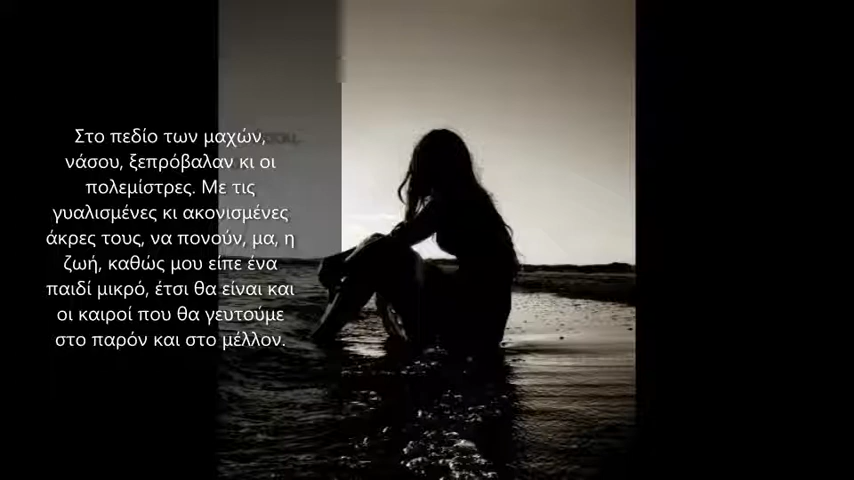 Στο πεδίο των μαχών,
νάσου, ξεπρόβαλαν κι οι
πολεμίστρες. Με τις
γυαλισμένες κι ακονισμένες
άκρες τους, να πονούν, μα, η
ζωή, καθώς μου είπε ένα
παιδί μικρό, έτσι θα είναι και
οι καιροί που θα γευτούμε
στο παρόν και στο μέλλον.